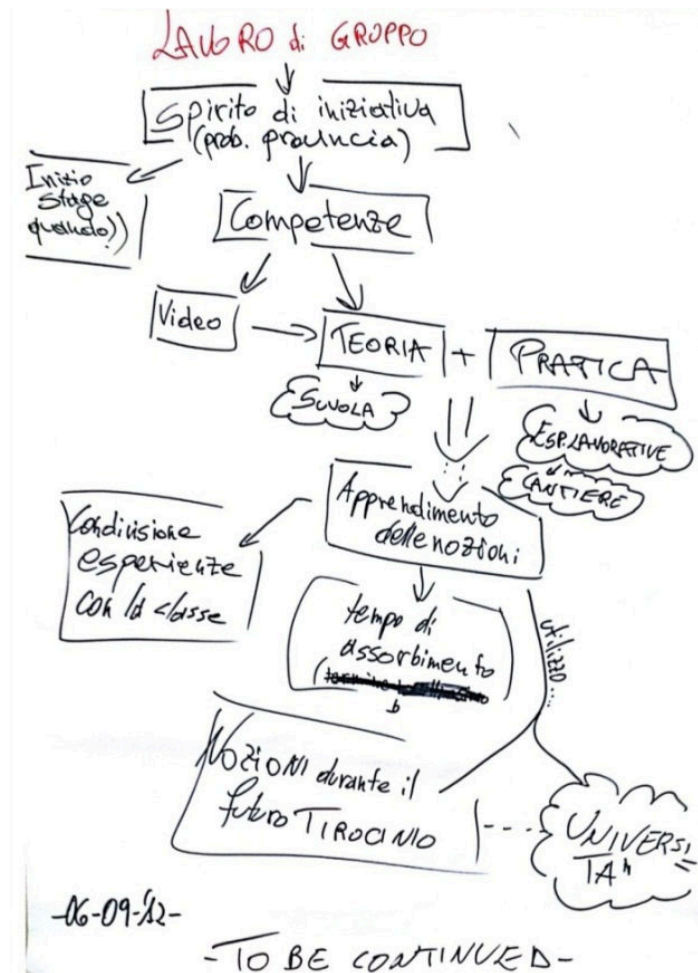 LAVORO di GRUPPO
Spirito di iniziativa
(prob. provincia)
Inizio
stage
Competenze
Video
TEORIA + PRATICA
SCUOLA
ESP. LAVORATIVE
CANTIERE
Apprendimento
delle nozioni
Condivisione
esperienze
con la classe
tempo di
assorbimento
utilizzo...
NOZIONI durante il
futuro TIROCINIO
UNIVERSI
TA'
-06-09-'12-
-TO BE CONTINUED-